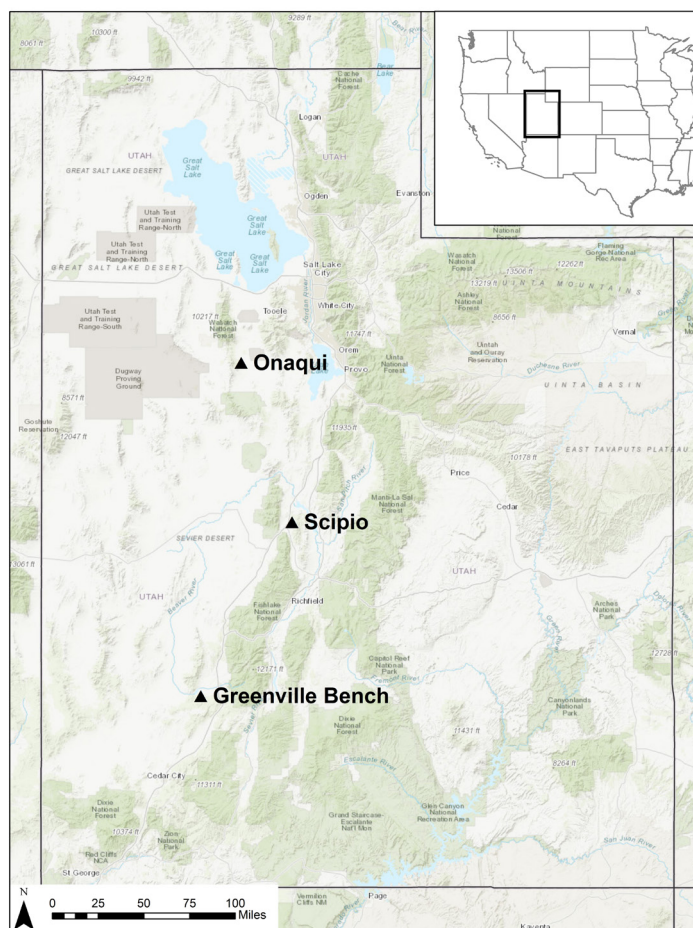 9289 ft
10300 ft
8061 ft
9942 ft
Cache
National
Forest
Bear
Lake
Logan
UTAH
UTAH
Great
Salt
Lake
GREAT SALT LAKE DESERT
Ogden
Evanston
Utah Test
and Training
Range-North
Great
Salt
Lake
Utah Test
and Training
Range-North
Great
Salt
Lake
Great
Salt
Lake
GREAT SALT LAKE DESERT
Salt Lake
City
Wasatch
National
Forest
13506 ft
12262 ft
13219 ft
UINTA MOUNTAINS
National
Forest
Flaming
Gorge-National
Rec Area
Ashley
National
Forest
Utah Test
and Training
Range-South
10217 ft
Wasatch
National
Forest
Tooele
Jordan River
White-City
11747 ft
8656 ft
Vernal
Orem
Provo
Uinta
National
Forest
Uintah
and Ouray
Reservation
Duchesne River
Onaqui
Lake
Dugway
Proving
Ground
UINTA BASIN
8571 ft
Goshute
Reservation
12047 ft
11935 ft
EAST TAVAPUTS PLATEAU
10178 ft
Price
Cedar
Manti-La Sal
National
Forest
Scipio
SEVIER DESERT
13061 ft
UTAH
UTAH
Beaver River
Richfield
Fishlake
National
Forest
Arches
National
Park
12728 ft
12171 ft
Capitol Reef
National
Park
Fremont River
Greenville Bench
Canyonlands
National
Park
Dixie
National
Forest
11431 ft
8264 ft
Escalante River
Cedar City
11311 ft
Dixie
National
Forest
10374 ft
Zion
National
Park
Red Cliffs
NCA
St George
Grand Staircase-
Escalante
Nat'l Mon
Glen Canyon
National
Recreation Area
San Juan River
N
0 25 50 75 100
Miles
Vermilion
Cliffs NM
Page
Kaventa